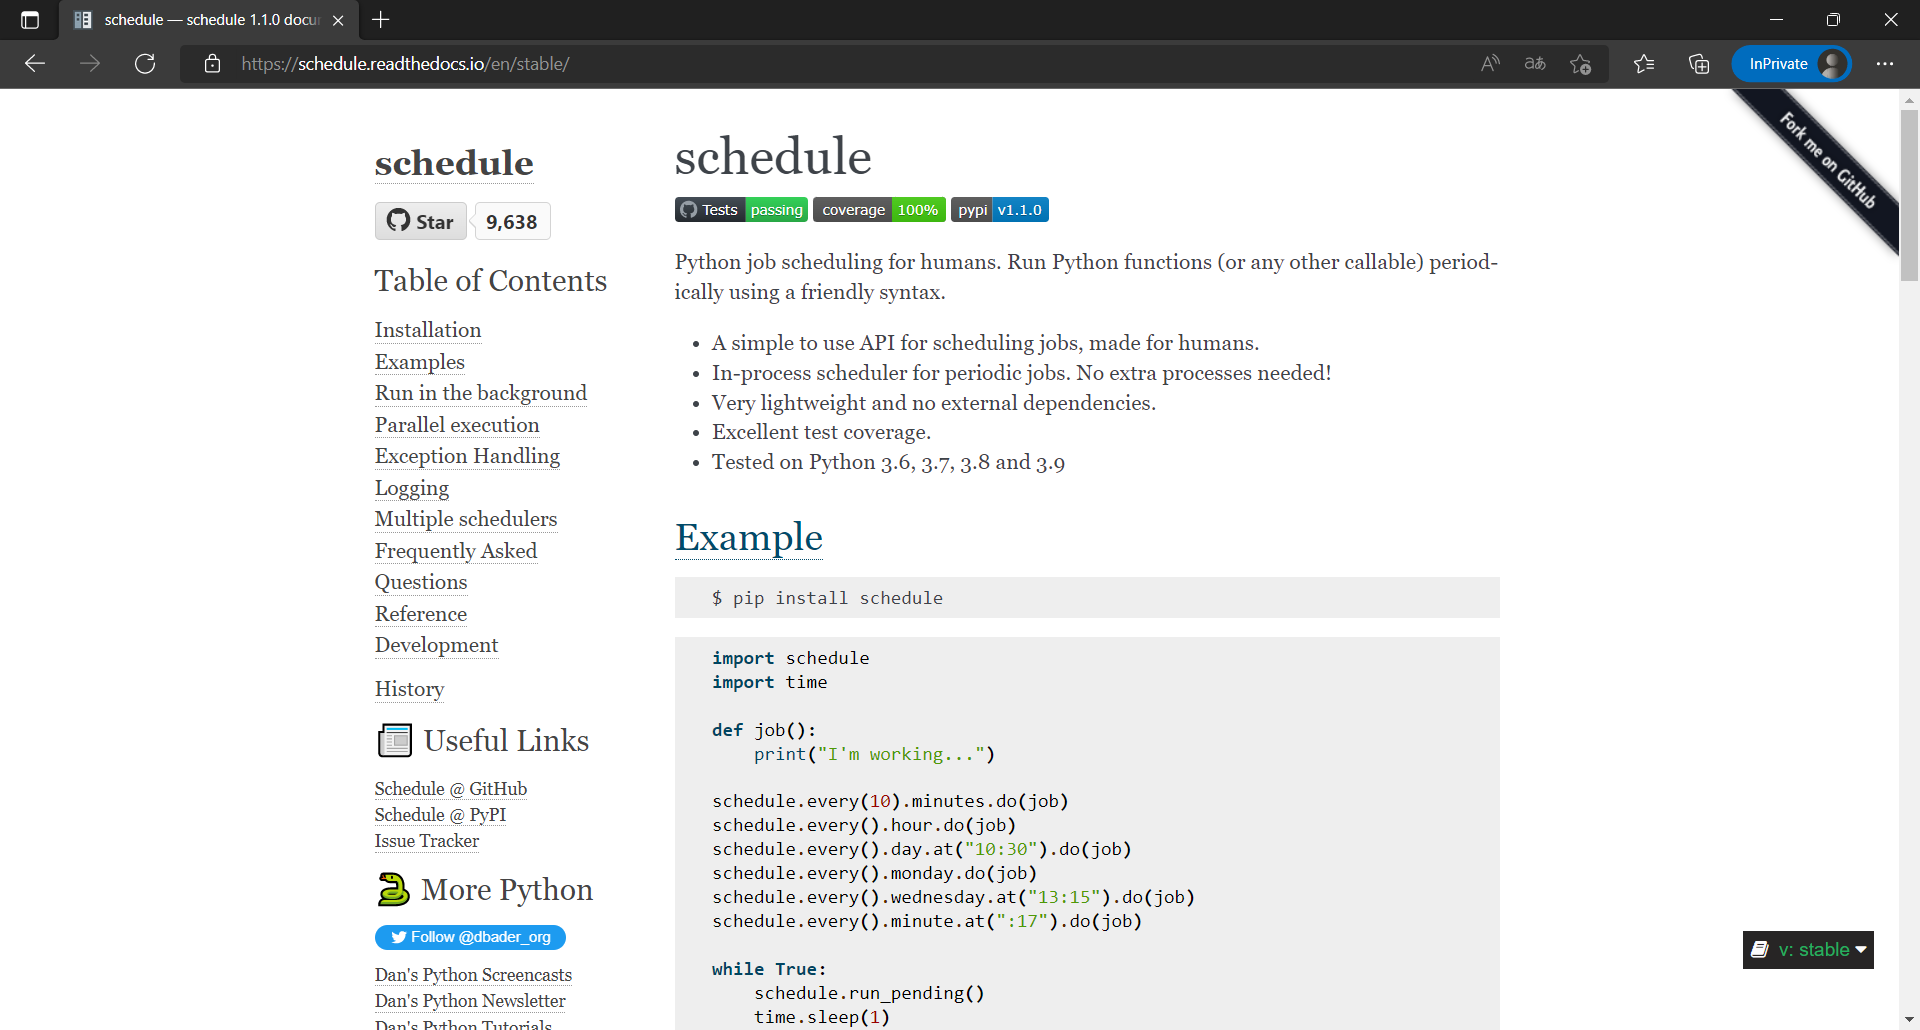 schedule — schedule 1.1.0 docu
https://schedule.readthedocs.io/en/stable/
InPrivate
Fork me on GitHub
schedule
Star 9,638
Table of Contents
Installation
Examples
Run in the background
Parallel execution
Exception Handling
Logging
Multiple schedulers
Frequently Asked
Questions
Reference
Development
History
Useful Links
Schedule @ GitHub
Schedule @ PyPI
Issue Tracker
More Python
Follow @dbader_org
Dan's Python Screencasts
Dan's Python Newsletter
Dan's Python Tutorials
schedule
Tests passing coverage 100% pypi v1.1.0
Python job scheduling for humans. Run Python functions (or any other callable) period-
ically using a friendly syntax.
• A simple to use API for scheduling jobs, made for humans.
• In-process scheduler for periodic jobs. No extra processes needed!
• Very lightweight and no external dependencies.
• Excellent test coverage.
• Tested on Python 3.6, 3.7, 3.8 and 3.9
Example
$ pip install schedule
import schedule
import time
def job():
    print("I'm working...")
schedule.every(10).minutes.do(job)
schedule.every().hour.do(job)
schedule.every().day.at("10:30").do(job)
schedule.every().monday.do(job)
schedule.every().wednesday.at("13:15").do(job)
schedule.every().minute.at(":17").do(job)
while True:
    schedule.run_pending()
    time.sleep(1)
v: stable